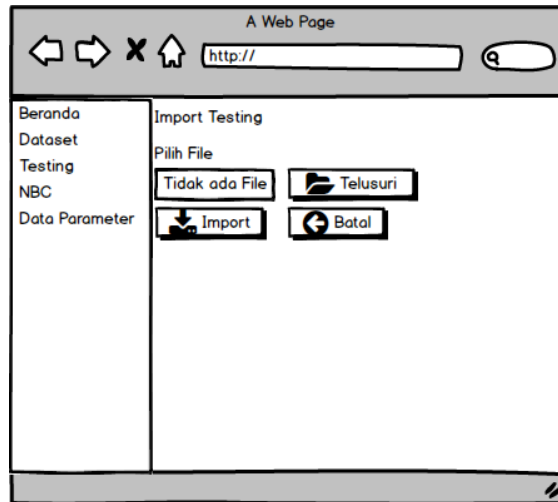 A Web Page
http://
Beranda
Dataset
Testing
NBC
Data Parameter
Import Testing
Pilih File
Tidak ada File
Telusuri
Import
Batal